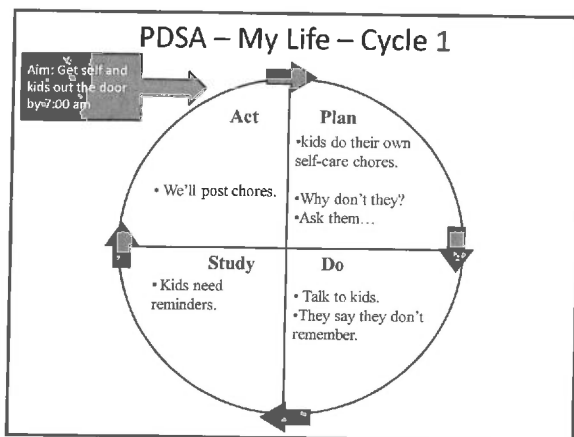 PDSA – My Life – Cycle 1
Aim: Get self and
kids out the door
by 7:00 am
Act
• We'll post chores.
Plan
•kids do their own
self-care chores.
•Why don't they?
•Ask them…
Study
• Kids need
reminders.
Do
• Talk to kids.
•They say they don't
remember.